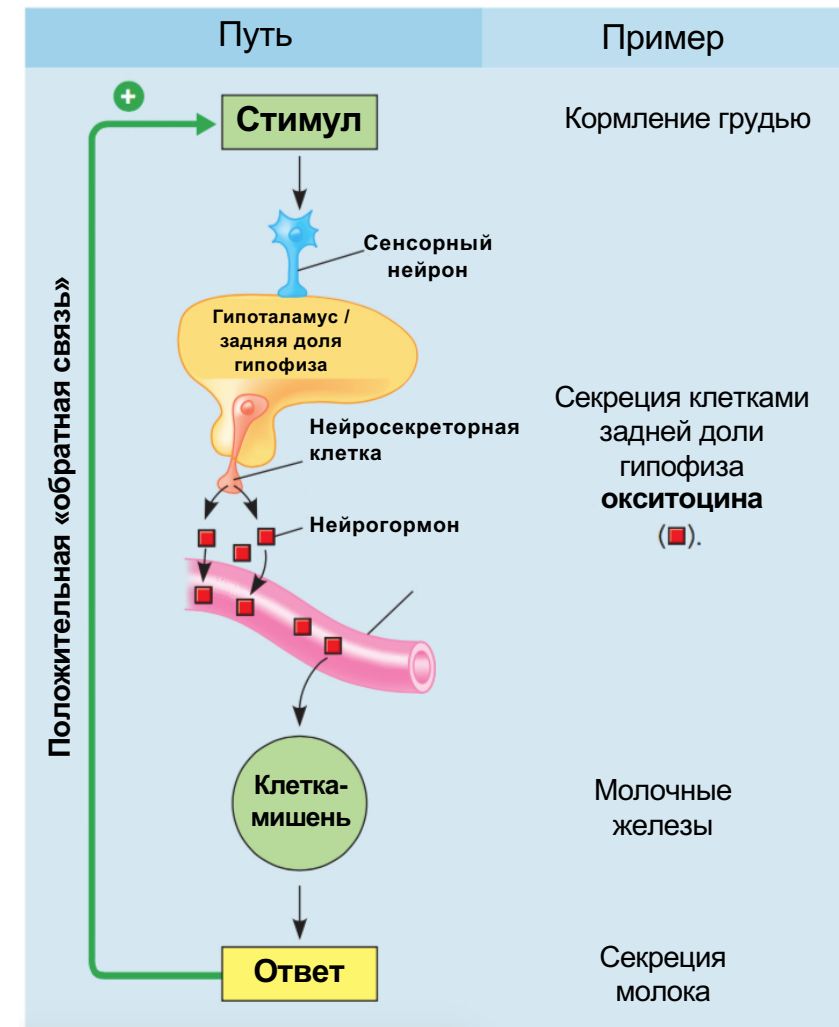 Путь
Пример
+
Стимул
Кормление грудью
Сенсорный
нейрон
Гипоталамус /
задняя доля
гипофиза
Положительная «обратная связь»
Нейросекреторная
клетка
Нейрогормон
Секреция клетками
задней доли
гипофиза
окситоцина
(■).
Клетка-
мишень
Молочные
железы
Ответ
Секреция
молока